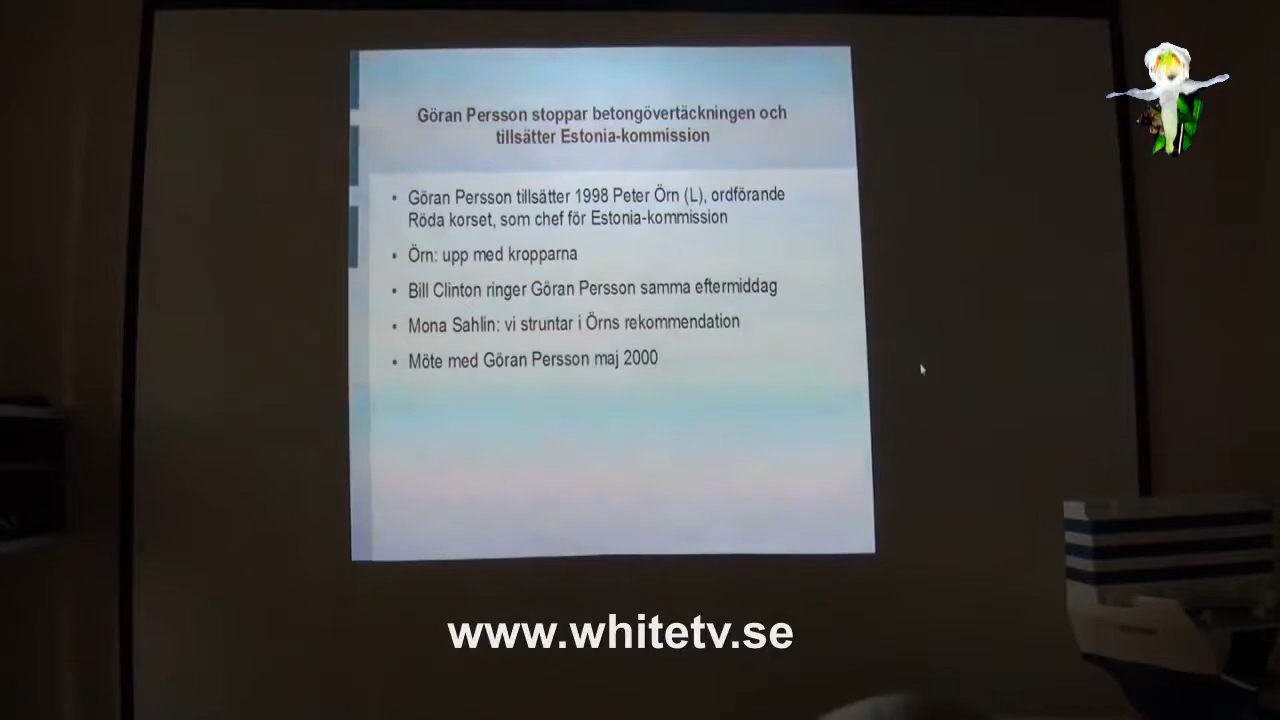 Göran Persson stoppar betongövertäckningen och
tillsätter Estonia-kommission
• Göran Persson tillsätter 1998 Peter Örn (L), ordförande
Röda korset, som chef för Estonia-kommission
• Örn: upp med kropparna
• Bill Clinton ringer Göran Persson samma eftermiddag
• Mona Sahlin: vi struntar i Örns rekommendation
• Möte med Göran Persson maj 2000
www.whitetv.se